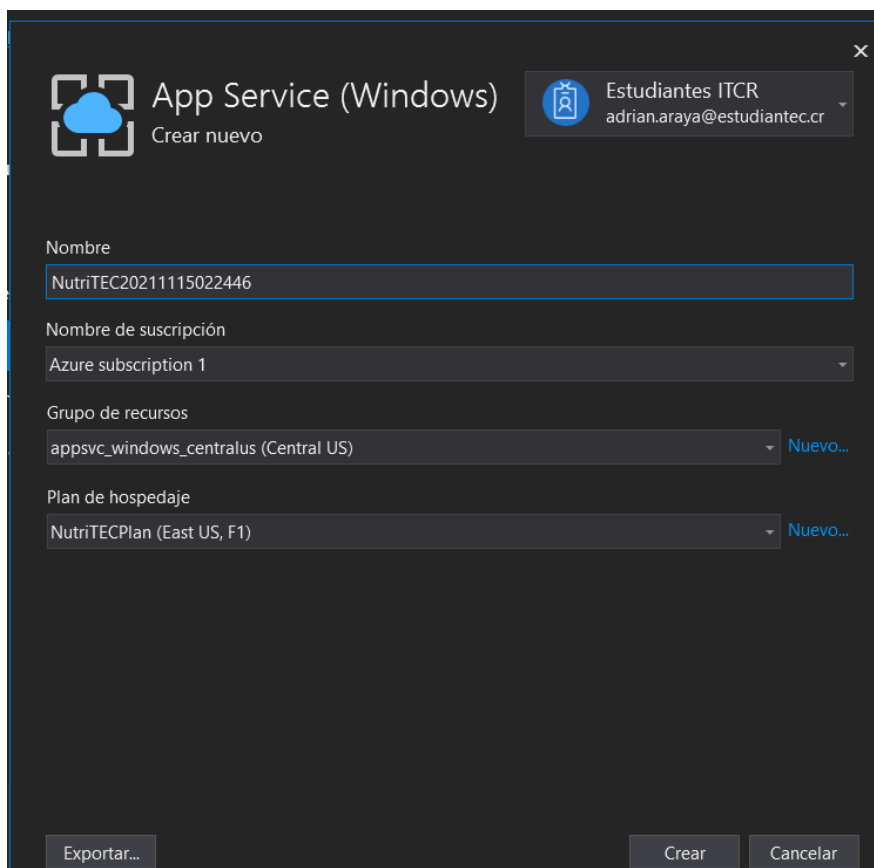 App Service (Windows)
Crear nuevo
Estudiantes ITCR
adrian.araya@estudiantec.cr
Nombre
NutriTEC20211115022446
Nombre de suscripción
Azure subscription 1
Grupo de recursos
appsvc_windows_centralus (Central US)
Nuevo...
Plan de hospedaje
NutriTECPlan (East US, F1)
Nuevo...
Exportar...
Crear
Cancelar